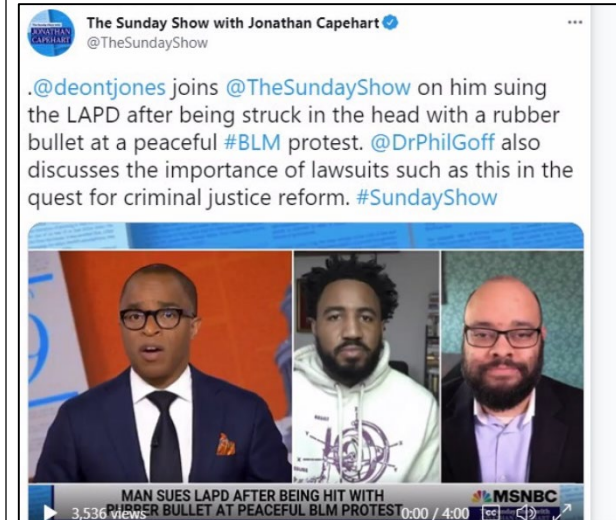 The Sunday Show with Jonathan Capehart
@TheSundayShow
.@deontjones joins @TheSundayShow on him suing
the LAPD after being struck in the head with a rubber
bullet at a peaceful #BLM protest. @DrPhilGoff also
discusses the importance of lawsuits such as this in the
quest for criminal justice reform. #SundayShow
MAN SUES LAPD AFTER BEING HIT WITH
RUBBER BULLET AT PEACEFUL BLM PROTEST
MSNBC
3,536 views
0:00 / 4:00